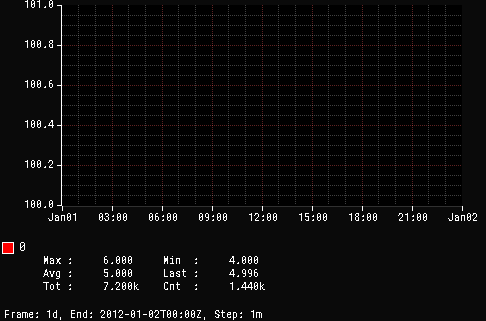 101.0
100.8
100.6
100.4
100.2
100.0
Jan01 03:00 06:00 09:00 12:00 15:00 18:00 21:00 Jan02
0
Max : 6.000 Min : 4.000
Avg : 5.000 Last : 4.996
Tot : 7.200k Cnt : 1.440k
Frame: 1d, End: 2012-01-02T00:00Z, Step: 1m